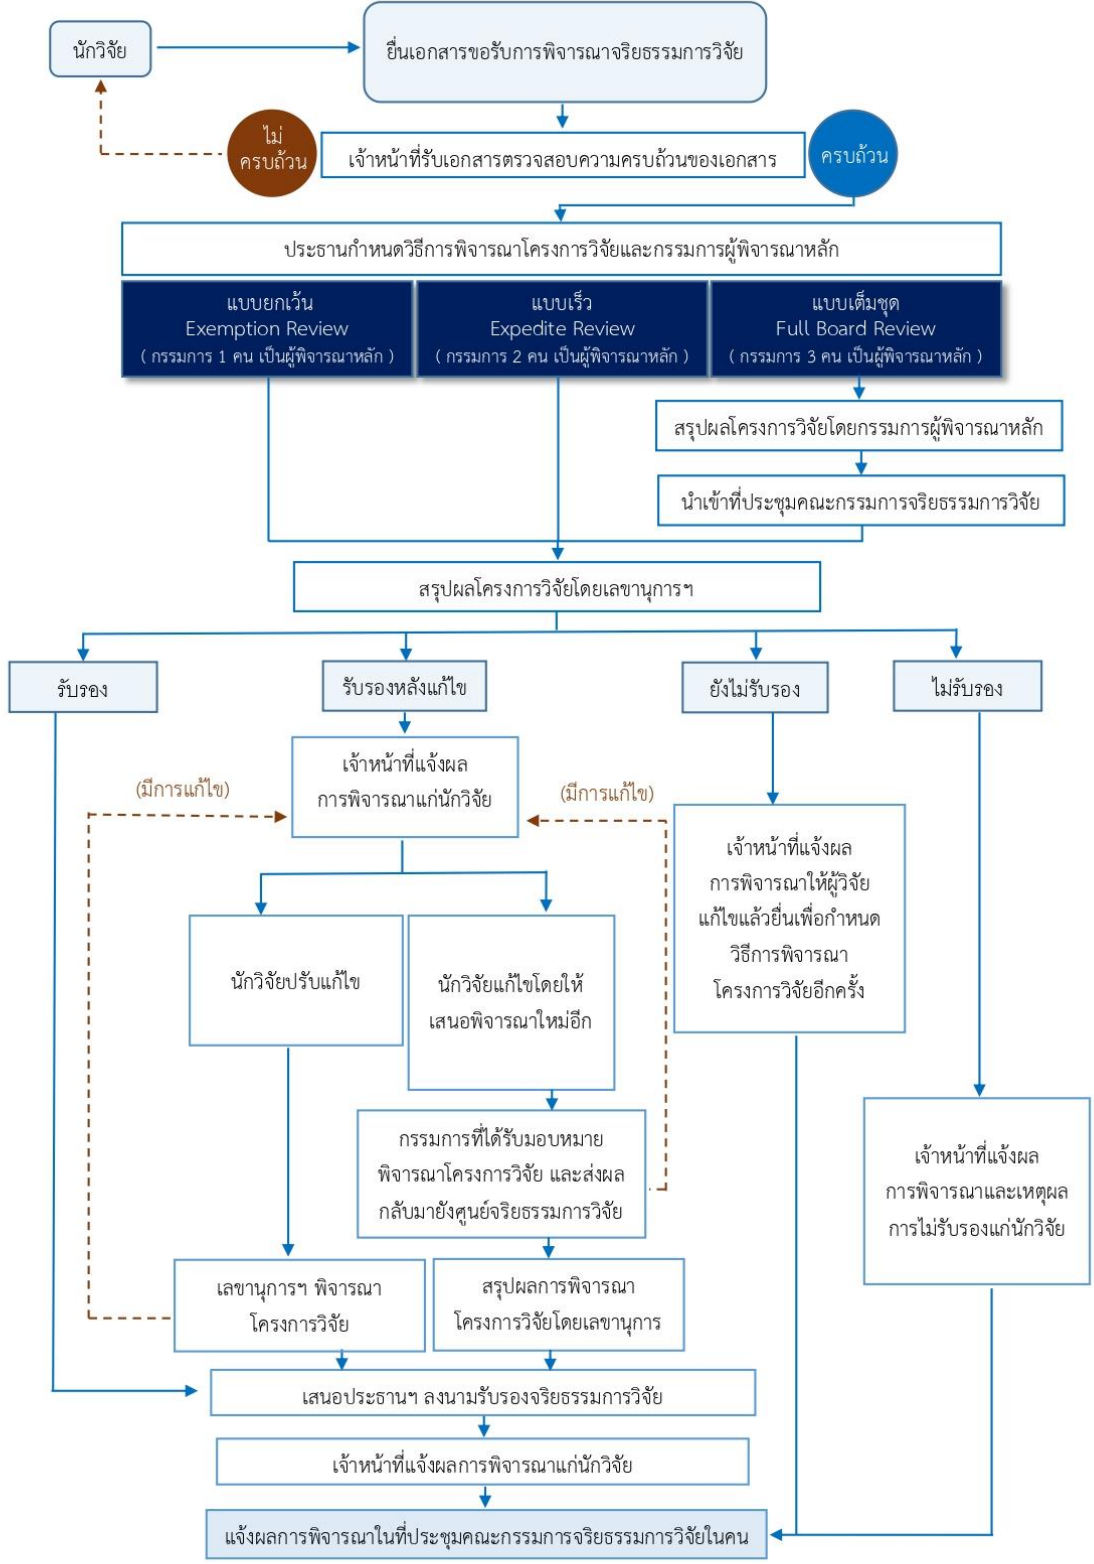 นักวิจัย
ยื่นเอกสารขอรับการพิจารณาจริยธรรมการวิจัย
ไม่
ครบถ้วน
เจ้าหน้าที่รับเอกสารตรวจสอบความครบถ้วนของเอกสาร
ครบถ้วน
ประธานกำหนดวิธีการพิจารณาโครงการวิจัยและกรรมการผู้พิจารณาหลัก
แบบยกเว้น
Exemption Review
( กรรมการ 1 คน เป็นผู้พิจารณาหลัก )
แบบเร็ว
Expedite Review
( กรรมการ 2 คน เป็นผู้พิจารณาหลัก )
แบบเต็มชุด
Full Board Review
( กรรมการ 3 คน เป็นผู้พิจารณาหลัก )
สรุปผลโครงการวิจัยโดยกรรมการผู้พิจารณาหลัก
นำเข้าที่ประชุมคณะกรรมการจริยธรรมการวิจัย
สรุปผลโครงการวิจัยโดยเลขานุการฯ
รับรอง
รับรองหลังแก้ไข
ยังไม่รับรอง
ไม่รับรอง
เจ้าหน้าที่แจ้งผล
การพิจารณาแก่นักวิจัย
(มีการแก้ไข)
(มีการแก้ไข)
เจ้าหน้าที่แจ้งผล
การพิจารณาให้ผู้วิจัย
แก้ไขแล้วยื่นเพื่อกำหนด
วิธีการพิจารณา
โครงการวิจัยอีกครั้ง
นักวิจัยปรับแก้ไข
นักวิจัยแก้ไขโดยให้
เสนอพิจารณาใหม่อีก
กรรมการที่ได้รับมอบหมาย
พิจารณาโครงการวิจัย และส่งผล
กลับมายังศูนย์จริยธรรมการวิจัย
เจ้าหน้าที่แจ้งผล
การพิจารณาและเหตุผล
การไม่รับรองแก่นักวิจัย
เลขานุการฯ พิจารณา
โครงการวิจัย
สรุปผลการพิจารณา
โครงการวิจัยโดยเลขานุการ
เสนอประธานฯ ลงนามรับรองจริยธรรมการวิจัย
เจ้าหน้าที่แจ้งผลการพิจารณาแก่นักวิจัย
แจ้งผลการพิจารณาในที่ประชุมคณะกรรมการจริยธรรมการวิจัยในคน